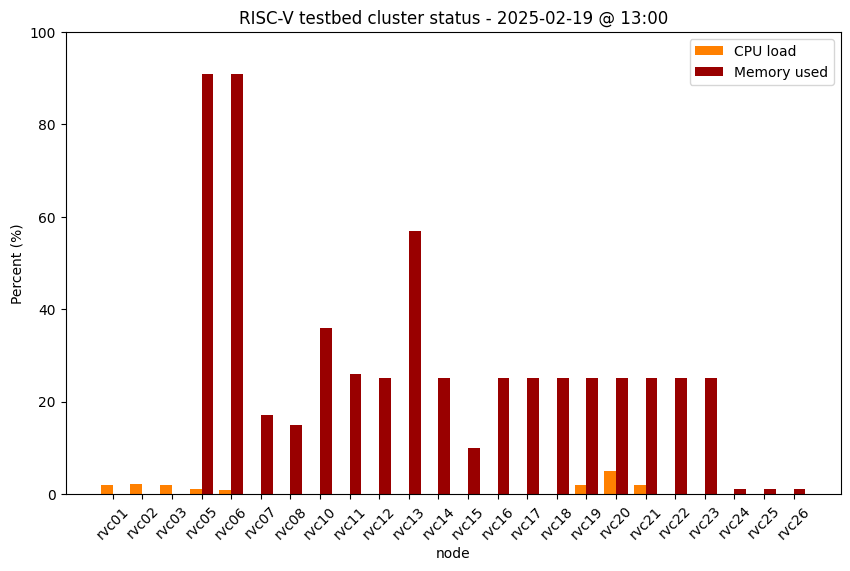 RISC-V testbed cluster status - 2025-02-19 @ 13:00
CPU load
Memory used
Percent (%)
100
80
60
40
20
0
rvc01 rvc02 rvc03 rvc05 rvc06 rvc07 rvc08 rvc10 rvc11 rvc12 rvc13 rvc14 rvc15 rvc16 rvc17 rvc18 rvc19 rvc20 rvc21 rvc22 rvc23 rvc24 rvc25 rvc26
node